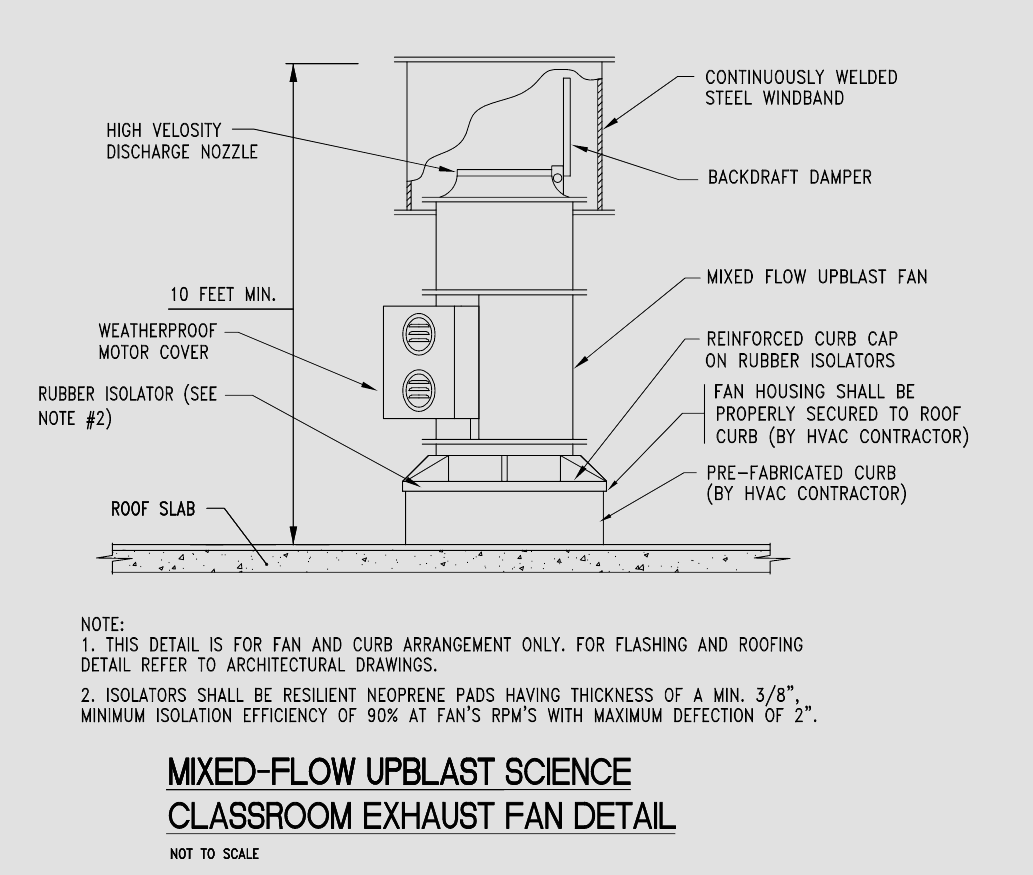 CONTINUOUSLY WELDED
STEEL WINDBAND
HIGH VELOSITY
DISCHARGE NOZZLE
BACKDRAFT DAMPER
MIXED FLOW UPBLAST FAN
10 FEET MIN.
WEATHERPROOF
MOTOR COVER
REINFORCED CURB CAP
ON RUBBER ISOLATORS
RUBBER ISOLATOR (SEE
NOTE #2)
FAN HOUSING SHALL BE
PROPERLY SECURED TO ROOF
CURB (BY HVAC CONTRACTOR)
PRE-FABRICATED CURB
(BY HVAC CONTRACTOR)
ROOF SLAB
NOTE:
1. THIS DETAIL IS FOR FAN AND CURB ARRANGEMENT ONLY. FOR FLASHING AND ROOFING
DETAIL REFER TO ARCHITECTURAL DRAWINGS.
2. ISOLATORS SHALL BE RESILIENT NEOPRENE PADS HAVING THICKNESS OF A MIN. 3/8”,
MINIMUM ISOLATION EFFICIENCY OF 90% AT FAN'S RPM'S WITH MAXIMUM DEFECTION OF 2”.
MIXED-FLOW UPBLAST SCIENCE
CLASSROOM EXHAUST FAN DETAIL
NOT TO SCALE